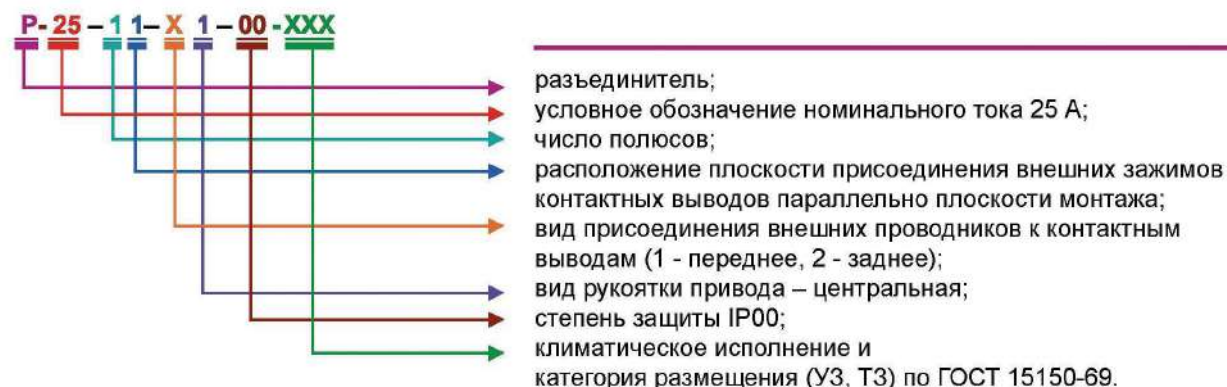 Р- 25 – 1 1– Х 1 – 00 -ХХХ
разъединитель;
условное обозначение номинального тока 25 А;
число полюсов;
расположение плоскости присоединения внешних зажимов
контактных выводов параллельно плоскости монтажа;
вид присоединения внешних проводников к контактным
выводам (1 - переднее, 2 - заднее);
вид рукоятки привода – центральная;
степень защиты IP00;
климатическое исполнение и
категория размещения (У3, Т3) по ГОСТ 15150-69.